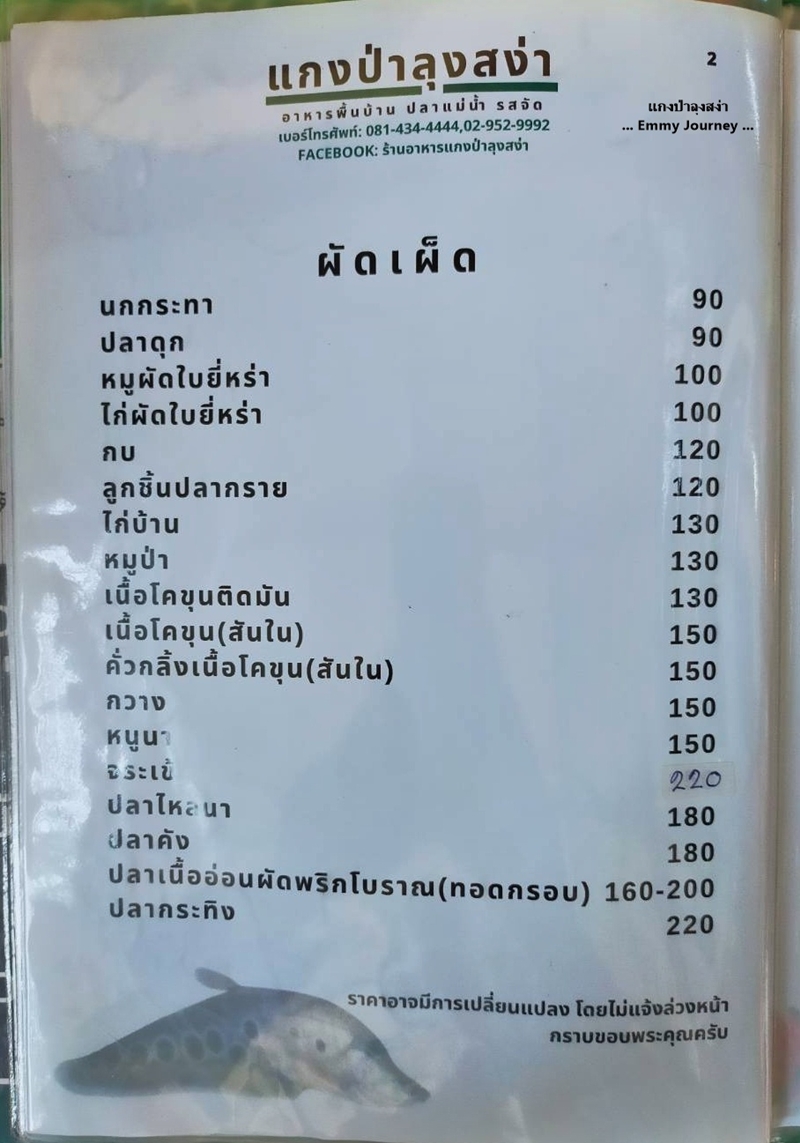 แกงป่าลุงสง่า
อาหารพื้นบ้าน ปลาแม่น้ำ รสจัด
เบอร์โทรศัพท์: 081-434-4444,02-952-9992
FACEBOOK: ร้านอาหารแกงป่าลุงสง่า
2
แกงป่าลุงสง่า
... Emmy Journey ...
ผัดเผ็ด
นกกระทา 90
ปลาดุก 90
หมูผัดใบยี่หร่า 100
ไก่ผัดใบยี่หร่า 100
กบ 120
ลูกชิ้นปลากราย 120
ไก่บ้าน 130
หมูป่า 130
เนื้อโคขุนติดมัน 130
เนื้อโคขุน(สันใน) 150
คั่วกลิ้งเนื้อโคขุน(สันใน) 150
กวาง 150
หนูนา 150
จระเข้ 220
ปลาไหลนา 180
ปลาคัง 180
ปลาเนื้ออ่อนผัดพริกโบราณ(ทอดกรอบ) 160-200
ปลากระทิง 220
ราคาอาจมีการเปลี่ยนแปลง โดยไม่แจ้งล่วงหน้า
กราบขอบพระคุณครับ